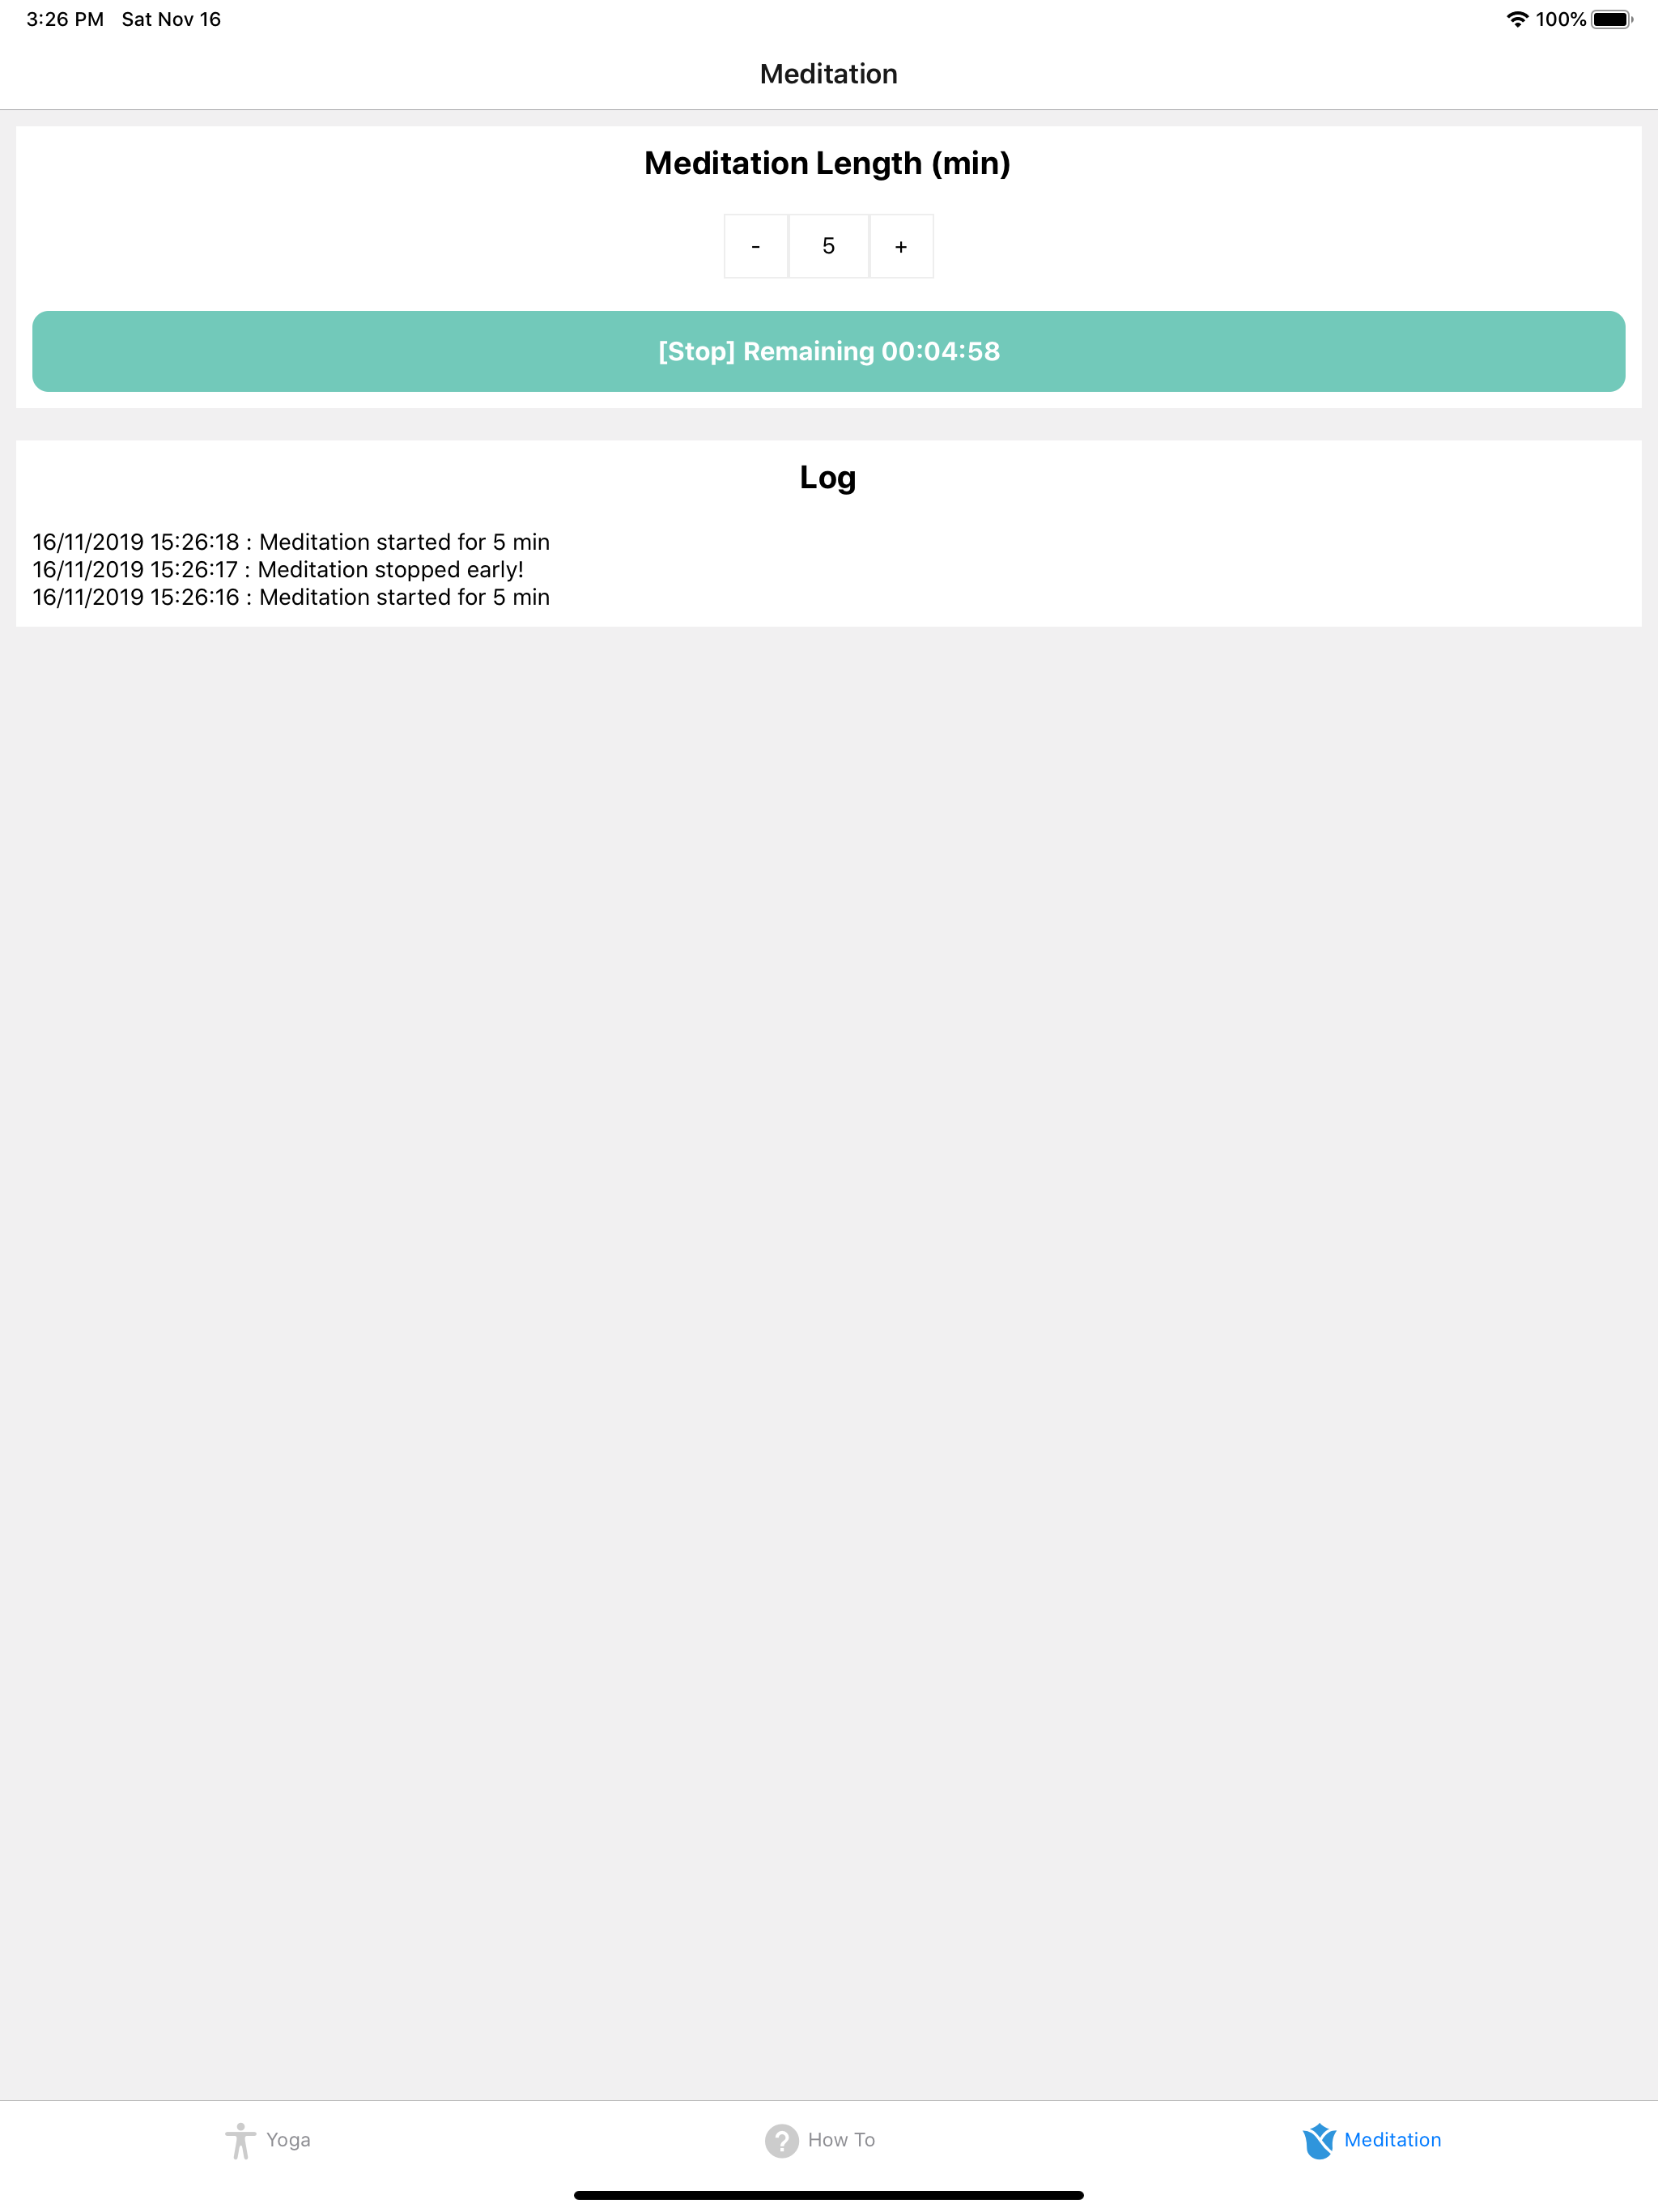 3:26 PM Sat Nov 16 100%
Meditation
Meditation Length (min)
- 5 +
[Stop] Remaining 00:04:58
Log
16/11/2019 15:26:18 : Meditation started for 5 min
16/11/2019 15:26:17 : Meditation stopped early!
16/11/2019 15:26:16 : Meditation started for 5 min
Yoga ? How To Meditation